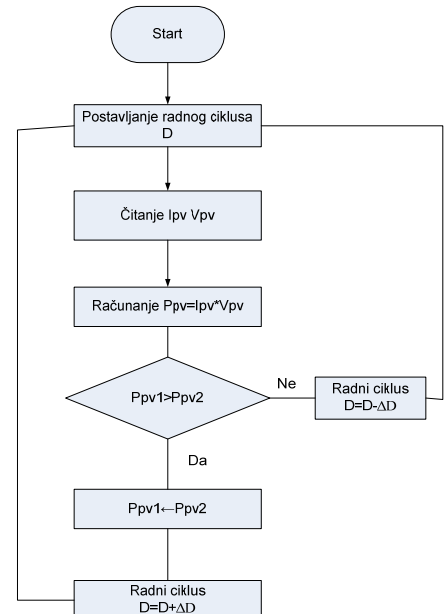 Start
Postavljanje radnog ciklusa
D
Čitanje Ipv Vpv
Računanje Ppv=Ipv*Vpv
Ppv1>Ppv2
Ne
Radni ciklus
D=D-ΔD
Da
Ppv1←Ppv2
Radni ciklus
D=D+ΔD